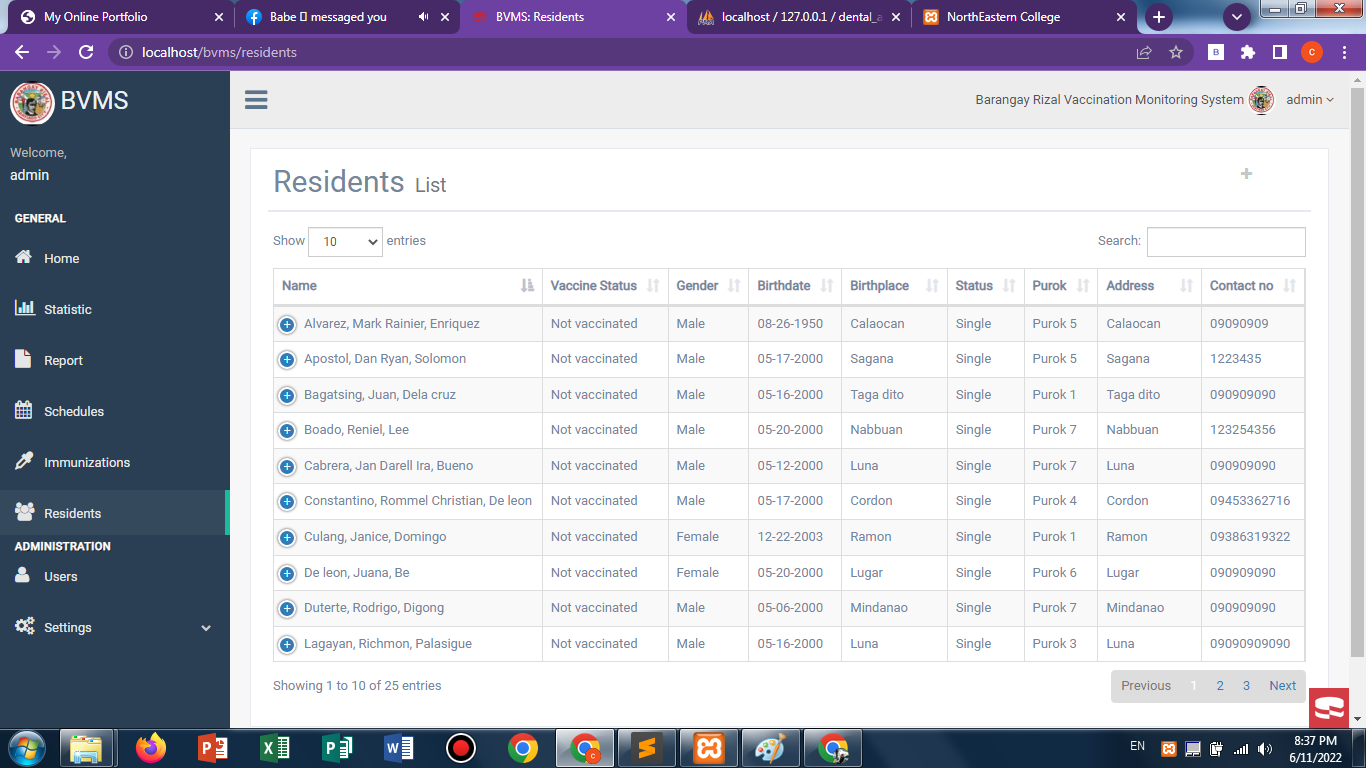 My Online Portfolio
Babe messaged you
BVMS: Residents
localhost / 127.0.0.1 / dental_a
NorthEastern College
localhost/bvms/residents
B
C
BVMS
Barangay Rizal Vaccination Monitoring System admin
Welcome,
admin
GENERAL
Home
Statistic
Report
Schedules
Immunizations
Residents
ADMINISTRATION
Users
Settings
Residents List
Show 10 entries Search:
Name Vaccine Status Gender Birthdate Birthplace Status Purok Address Contact no
Alvarez, Mark Rainier, Enriquez Not vaccinated Male 08-26-1950 Calaocan Single Purok 5 Calaocan 09090909
Apostol, Dan Ryan, Solomon Not vaccinated Male 05-17-2000 Sagana Single Purok 5 Sagana 1223435
Bagatsing, Juan, Dela cruz Not vaccinated Male 05-16-2000 Taga dito Single Purok 1 Taga dito 090909090
Boado, Reniel, Lee Not vaccinated Male 05-20-2000 Nabbuan Single Purok 7 Nabbuan 123254356
Cabrera, Jan Darell Ira, Bueno Not vaccinated Male 05-12-2000 Luna Single Purok 7 Luna 090909090
Constantino, Rommel Christian, De leon Not vaccinated Male 05-17-2000 Cordon Single Purok 4 Cordon 09453362716
Culang, Janice, Domingo Not vaccinated Female 12-22-2003 Ramon Single Purok 1 Ramon 09386319322
De leon, Juana, Be Not vaccinated Female 05-20-2000 Lugar Single Purok 6 Lugar 090909090
Duterte, Rodrigo, Digong Not vaccinated Male 05-06-2000 Mindanao Single Purok 7 Mindanao 090909090
Lagayan, Richmon, Palasigue Not vaccinated Male 05-16-2000 Luna Single Purok 3 Luna 09090909090
Showing 1 to 10 of 25 entries
Previous 1 2 3 Next
EN
8:37 PM
6/11/2022